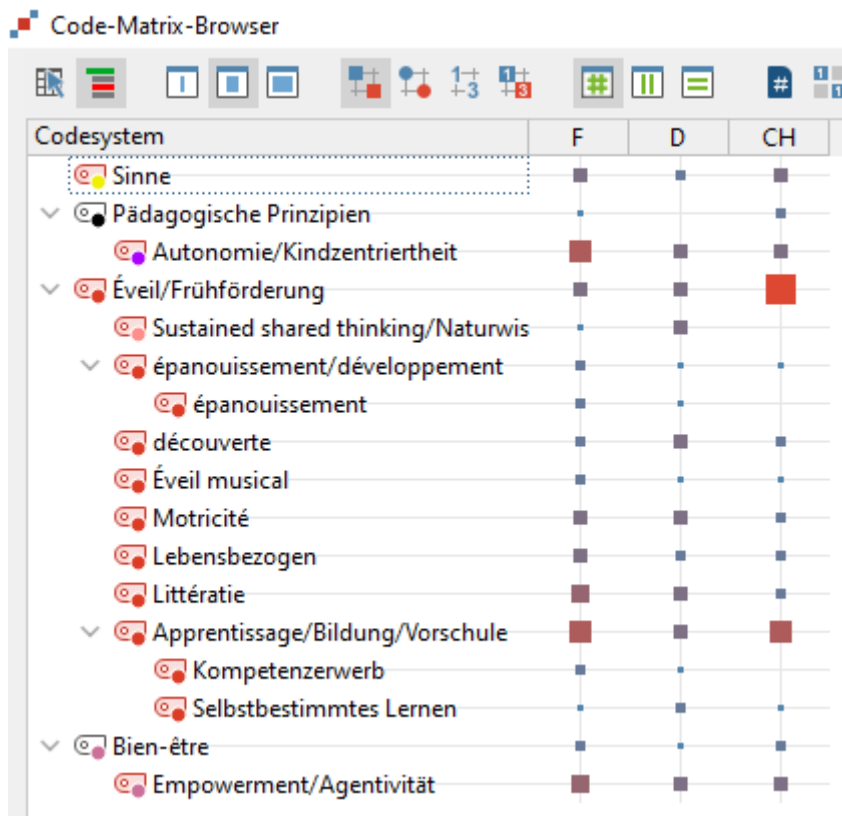 Code-Matrix-Browser
Codesystem F D CH
Sinne
Pädagogische Prinzipien
Autonomie/Kindzentriertheit
Éveil/Frühförderung
Sustained shared thinking/Naturwis
épanouissement/développement
épanouissement
découverte
Éveil musical
Motricité
Lebensbezogen
Littératie
Apprentissage/Bildung/Vorschule
Kompetenzerwerb
Selbstbestimmtes Lernen
Bien-être
Empowerment/Agentivität